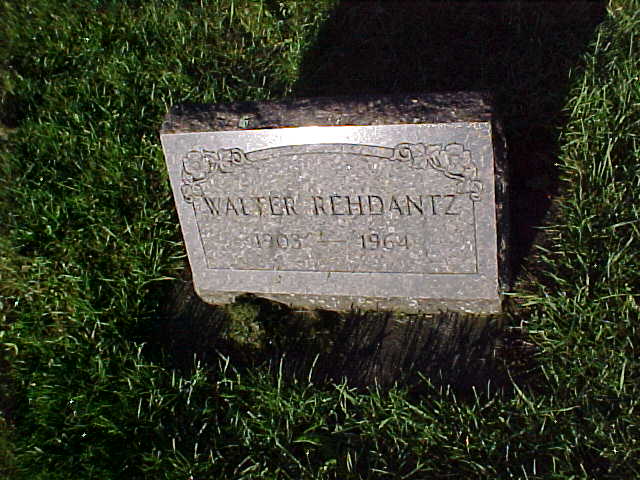 WALTER REHDANTZ
1903 — 1964